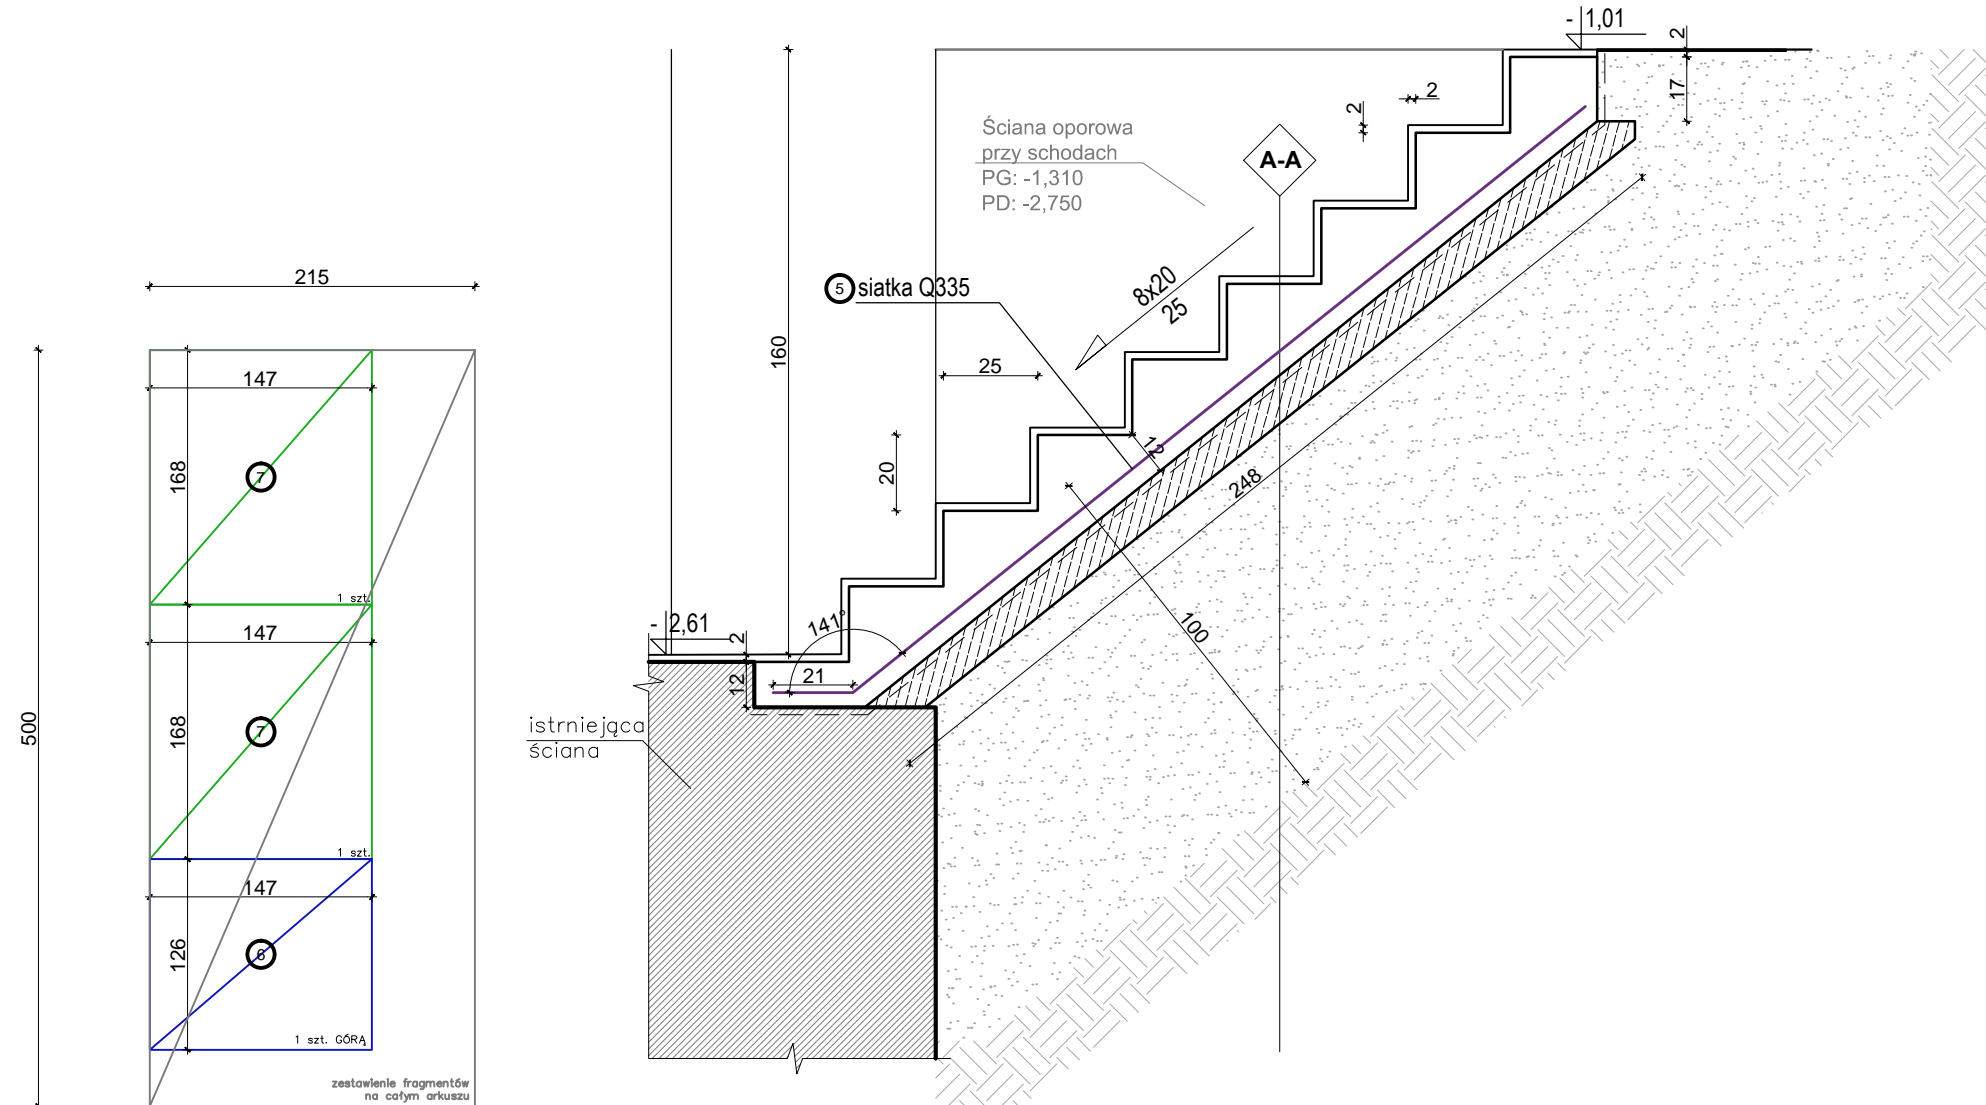 215
147
168
7
1 szt.
147
168
7
1 szt.
147
126
6
1 szt. GÓRĄ
500
zestawienie fragmentów
na całym arkuszu
- 1,01
2
17
2
2
Ściana oporowa
przy schodach
PG: -1,310
PD: -2,750
A-A
5 siatka Q335
8x20
25
160
25
20
12
248
100
141°
- 2,61
2
12
21
istrniejąca
ściana